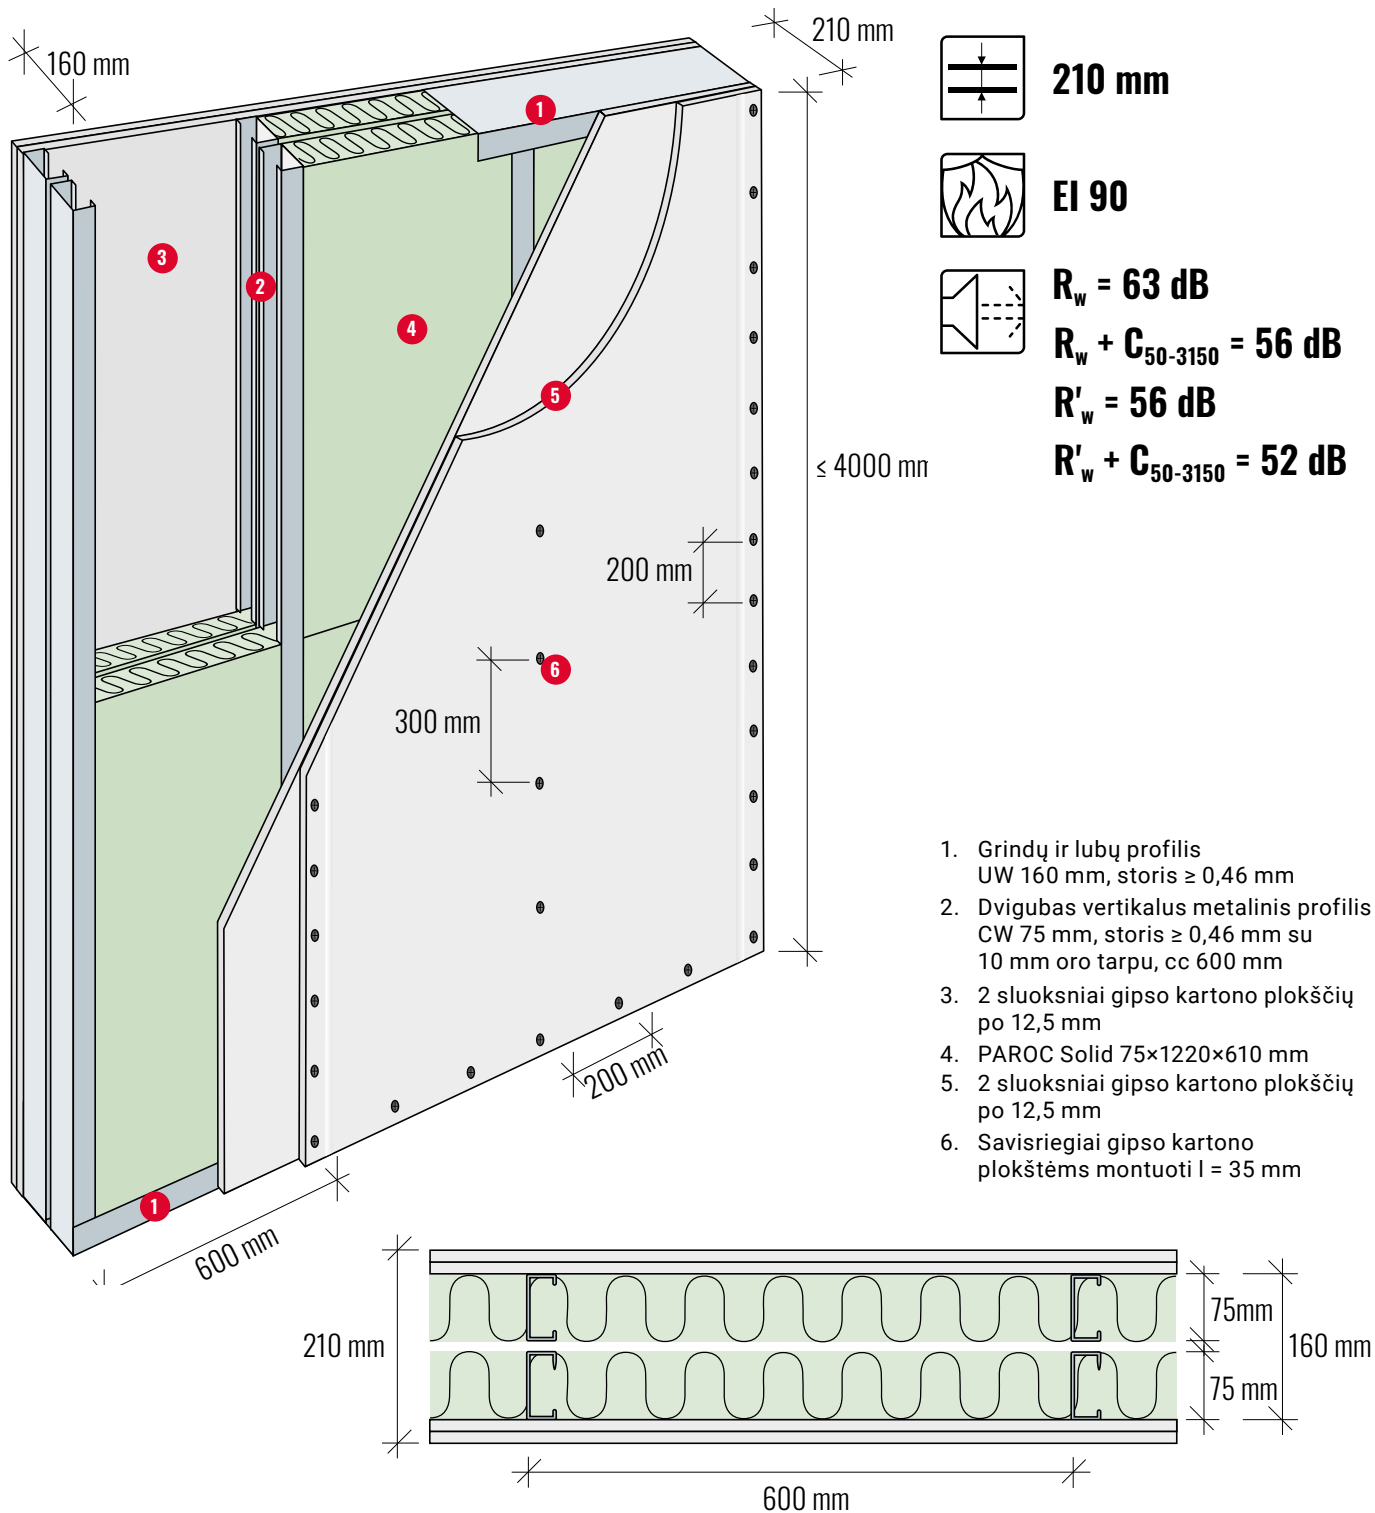 160 mm
210 mm
1
3
2
4
5
≤ 4000 mm
200 mm
6
300 mm
200 mm
1
600 mm
210 mm
EI 90
Rw = 63 dB
Rw + C50-3150 = 56 dB
R'w = 56 dB
R'w + C50-3150 = 52 dB
1. Grindų ir lubų profilis
UW 160 mm, storis ≥ 0,46 mm
2. Dvigubas vertikalus metalinis profilis
CW 75 mm, storis ≥ 0,46 mm su
10 mm oro tarpu, cc 600 mm
3. 2 sluoksniai gipso kartono plokščių
po 12,5 mm
4. PAROC Solid 75×1220×610 mm
5. 2 sluoksniai gipso kartono plokščių
po 12,5 mm
6. Savisriegiai gipso kartono
plokštėms montuoti l = 35 mm
210 mm
75mm
160 mm
75 mm
600 mm